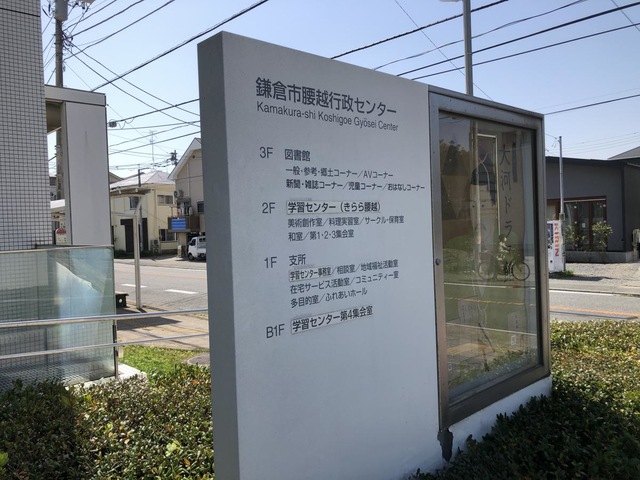 鎌倉市腰越行政センター
Kamakura-shi Koshigoe Gyōsei Center
3F 図書館
一般・参考・郷土コーナー／AVコーナー
新聞・雑誌コーナー／児童コーナー／おはなしコーナー
2F 学習センター（きらら腰越）
美術創作室／料理実習室／サークル・保育室
和室／第1・2・3集会室
1F 支所
学習センター事務室／相談室／地域福祉活動室
在宅サービス活動室／コミュニティー室
多目的室／ふれあいホール
B1F 学習センター第4集会室
大河ドラ
KIRIN